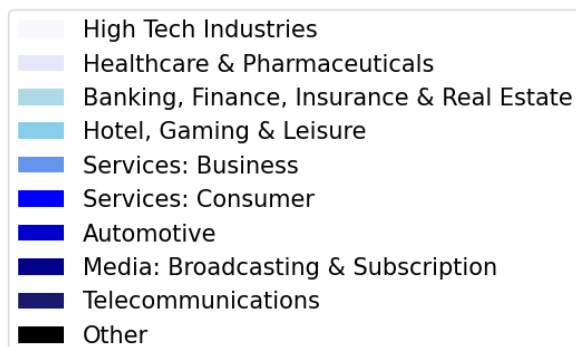 High Tech Industries
Healthcare & Pharmaceuticals
Banking, Finance, Insurance & Real Estate
Hotel, Gaming & Leisure
Services: Business
Services: Consumer
Automotive
Media: Broadcasting & Subscription
Telecommunications
Other